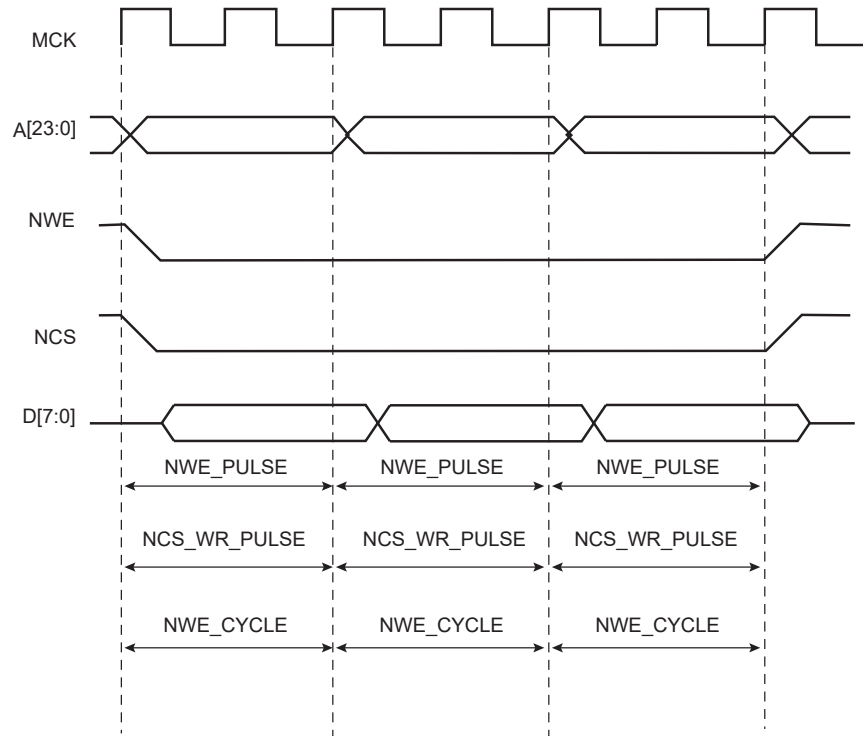 MCK
A[23:0]
NWE
NCS
D[7:0]
NWE_PULSE NWE_PULSE NWE_PULSE
NCS_WR_PULSE NCS_WR_PULSE NCS_WR_PULSE
NWE_CYCLE NWE_CYCLE NWE_CYCLE